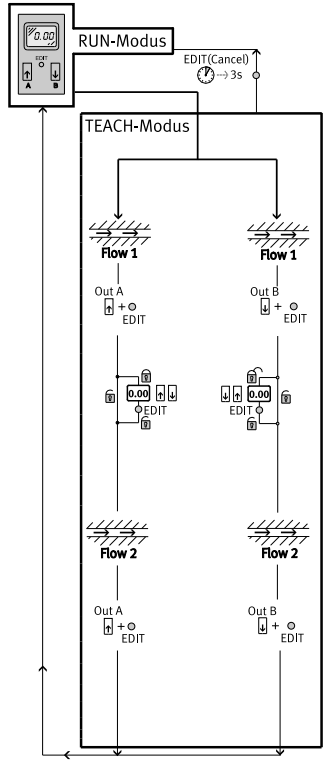 0.00
EDIT
A B
RUN-Modus
EDIT(Cancel)
3s
TEACH-Modus
Flow 1
Flow 1
Out A
+
EDIT
Out B
+
EDIT
0.00
EDIT
0.00
EDIT
Flow 2
Flow 2
Out A
+
EDIT
Out B
+
EDIT